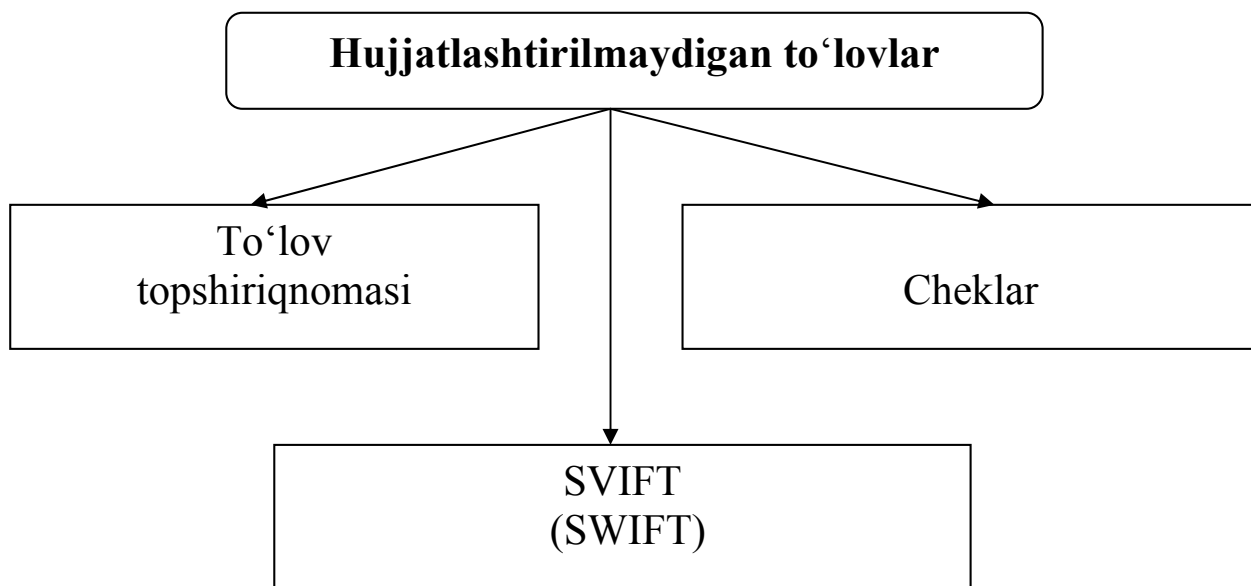 Hujjatlashtirilmaydigan to‘lovlar
To‘lov
topshiriqnomasi
Cheklar
SVIFT
(SWIFT)